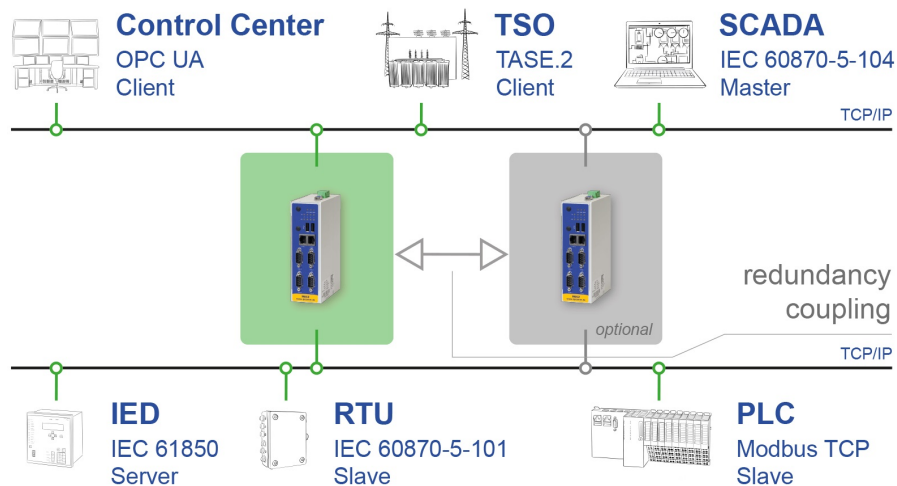 Control Center
OPC UA
Client
TSO
TASE.2
Client
SCADA
IEC 60870-5-104
Master
TCP/IP
optional
redundancy
coupling
TCP/IP
IED
IEC 61850
Server
RTU
IEC 60870-5-101
Slave
PLC
Modbus TCP
Slave